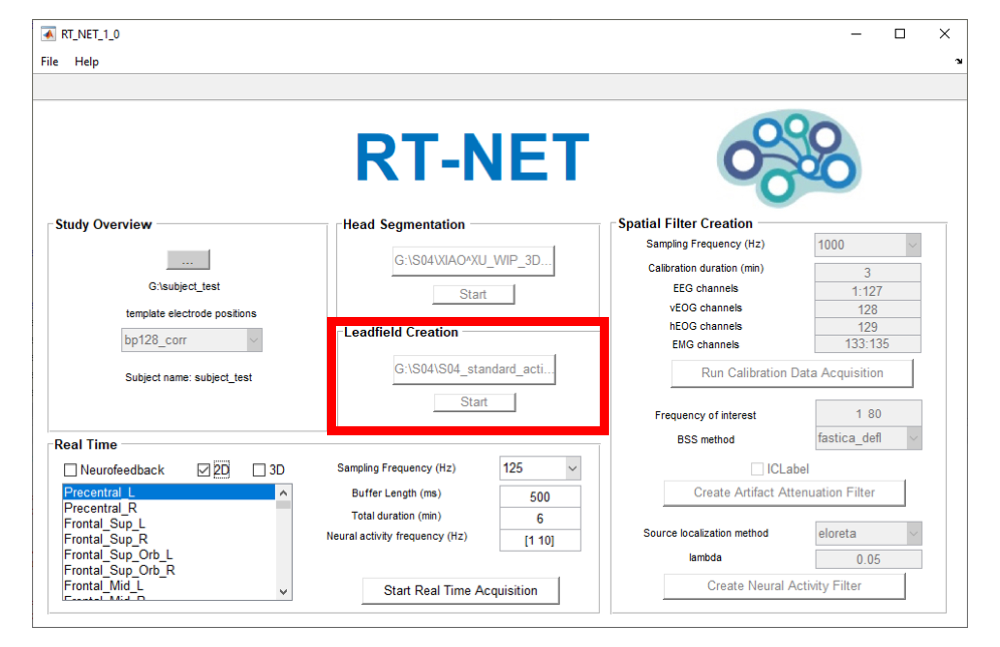 RT_NET_1_0
File Help
RT-NET
Study Overview
...
G:\subject_test
template electrode positions
bp128_corr
Subject name: subject_test
Head Segmentation
G:\S04\XIAO^XU_WIP_3D...
Start
Leadfield Creation
G:\S04\S04_standard_acti...
Start
Spatial Filter Creation
Sampling Frequency (Hz) 1000
Calibration duration (min) 3
EEG channels 1:127
vEOG channels 128
hEOG channels 129
EMG channels 133:135
Run Calibration Data Acquisition
Frequency of interest 1 80
BSS method fastica_defl
ICLabel
Create Artifact Attenuation Filter
Source localization method eloreta
lambda 0.05
Create Neural Activity Filter
Real Time
Neurofeedback 2D 3D
Precentral_L
Precentral_R
Frontal_Sup_L
Frontal_Sup_R
Frontal_Sup_Orb_L
Frontal_Sup_Orb_R
Frontal_Mid_L
Frontal_Mid_R
Sampling Frequency (Hz) 125
Buffer Length (ms) 500
Total duration (min) 6
Neural activity frequency (Hz) [1 10]
Start Real Time Acquisition